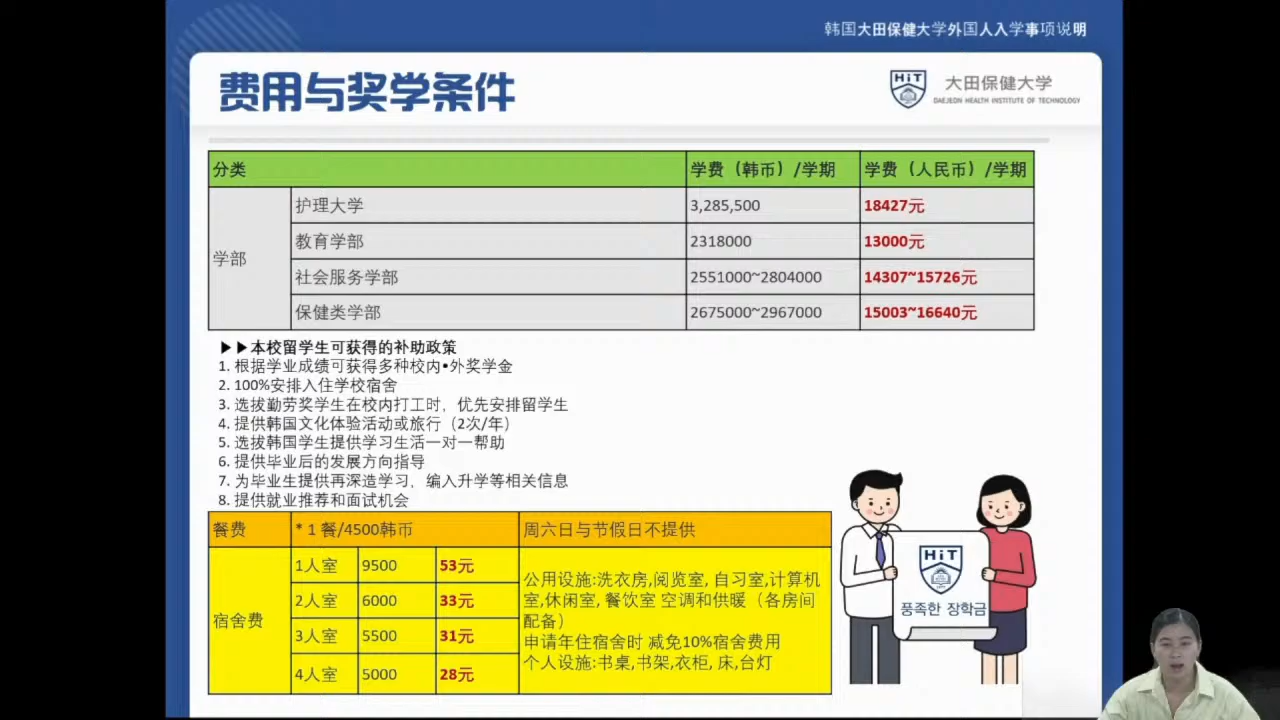 韩国大田保健大学外国人入学事项说明
费用与奖学条件
HiT
大田保健大学
DAEJEON HEALTH INSTITUTE OF TECHNOLOGY
分类 学费（韩币）/学期 学费（人民币）/学期
学部
护理大学 3,285,500 18427元
教育学部 2318000 13000元
社会服务学部 2551000~2804000 14307~15726元
保健类学部 2675000~2967000 15003~16640元
▶▶本校留学生可获得的补助政策
1. 根据学业成绩可获得多种校内•外奖学金
2. 100%安排入住学校宿舍
3. 选拔勤劳奖学生在校内打工时，优先安排留学生
4. 提供韩国文化体验活动或旅行（2次/年）
5. 选拔韩国学生提供学习生活一对一帮助
6. 提供毕业后的发展方向指导
7. 为毕业生提供再深造学习，编入升学等相关信息
8. 提供就业推荐和面试机会
餐费 * 1 餐/4500韩币 周六日与节假日不提供
宿舍费
1人室 9500 53元
2人室 6000 33元
3人室 5500 31元
4人室 5000 28元
公用设施:洗衣房,阅览室, 自习室,计算机
室,休闲室, 餐饮室 空调和供暖（各房间
配备）
申请年住宿舍时 减免10%宿舍费用
个人设施:书桌,书架,衣柜, 床,台灯
HiT
풍족한 장학금